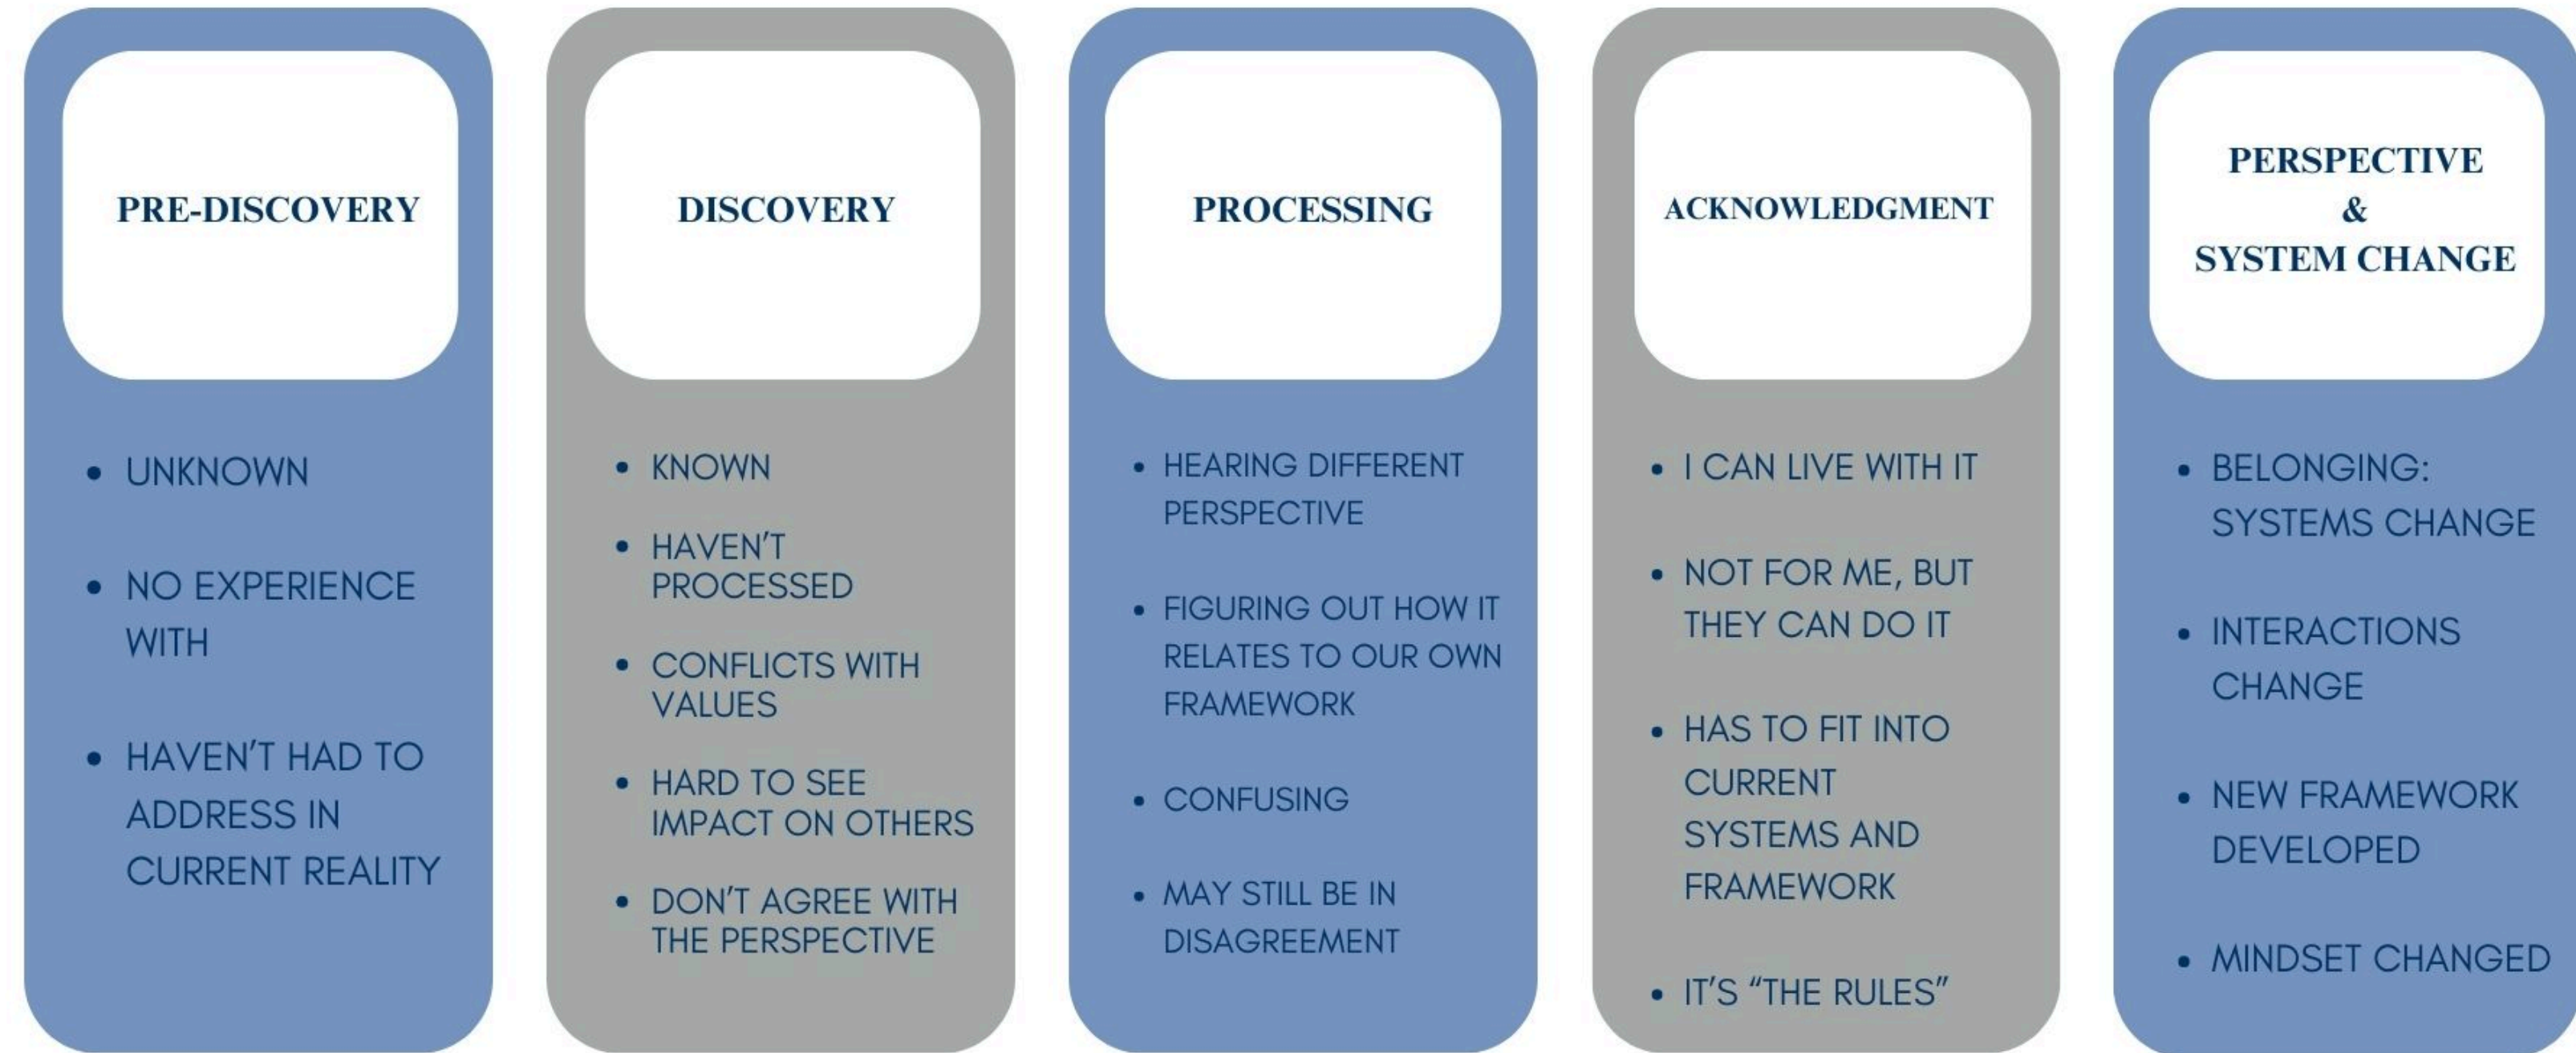 PRE-DISCOVERY
• UNKNOWN
• NO EXPERIENCE
WITH
• HAVEN'T HAD TO
ADDRESS IN
CURRENT REALITY
DISCOVERY
• KNOWN
• HAVEN'T
PROCESSED
• CONFLICTS WITH
VALUES
• HARD TO SEE
IMPACT ON OTHERS
• DON'T AGREE WITH
THE PERSPECTIVE
PROCESSING
• HEARING DIFFERENT
PERSPECTIVE
• FIGURING OUT HOW IT
RELATES TO OUR OWN
FRAMEWORK
• CONFUSING
• MAY STILL BE IN
DISAGREEMENT
ACKNOWLEDGMENT
• I CAN LIVE WITH IT
• NOT FOR ME, BUT
THEY CAN DO IT
• HAS TO FIT INTO
CURRENT
SYSTEMS AND
FRAMEWORK
• IT'S “THE RULES”
PERSPECTIVE
&
SYSTEM CHANGE
• BELONGING:
SYSTEMS CHANGE
• INTERACTIONS
CHANGE
• NEW FRAMEWORK
DEVELOPED
• MINDSET CHANGED